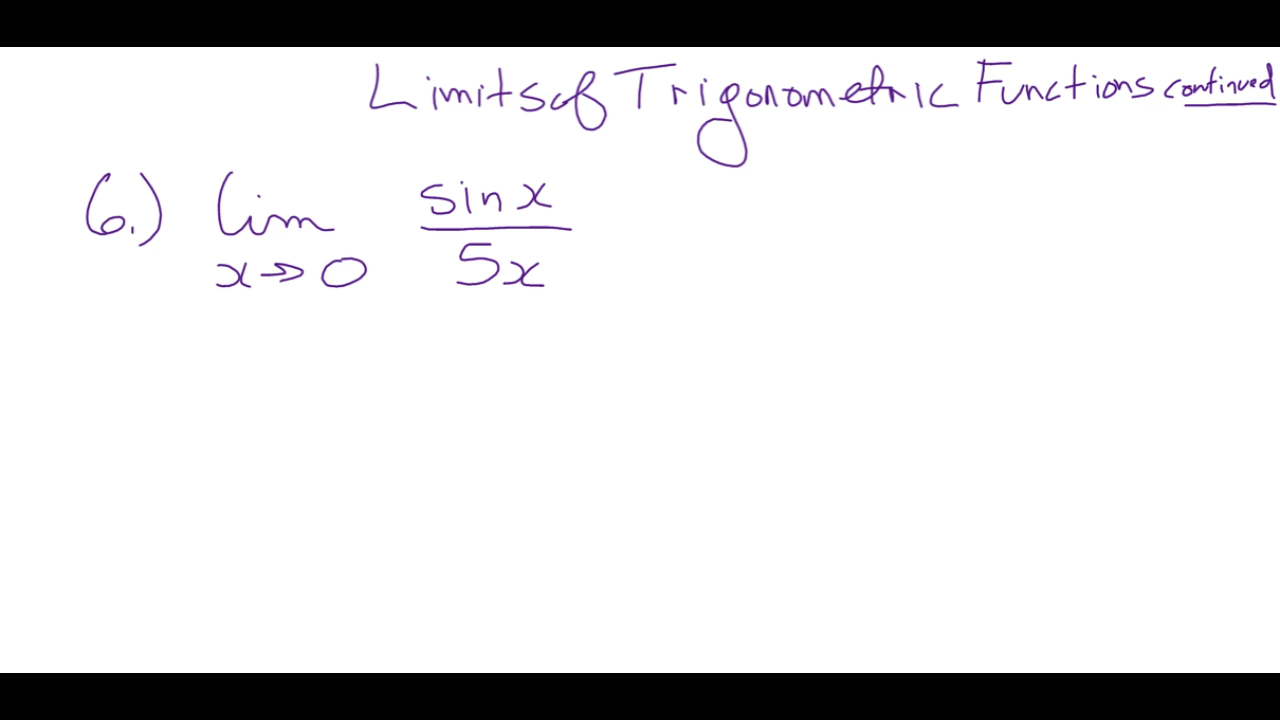 Limits of Trigonometric Functions continued
6.) lim sin x
x→0 5x